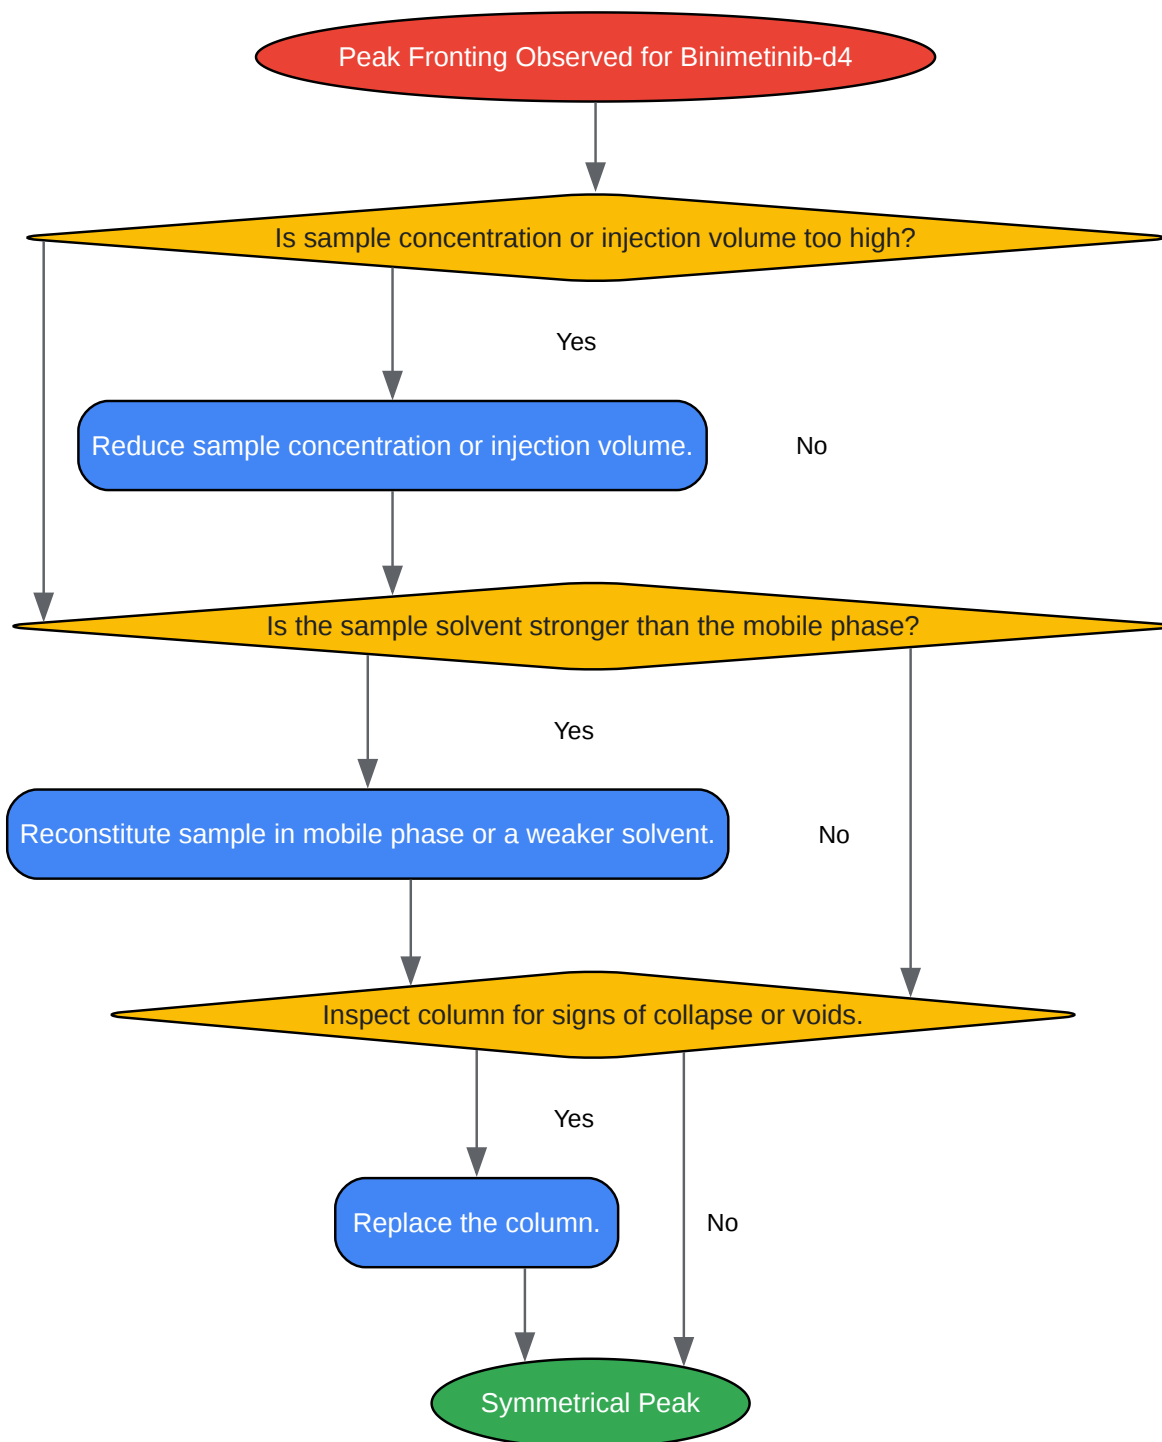 Peak Fronting Observed for Binimetinib-d4
Is sample concentration or injection volume too high?
Yes
Reduce sample concentration or injection volume.
No
Is the sample solvent stronger than the mobile phase?
Yes
Reconstitute sample in mobile phase or a weaker solvent.
No
Inspect column for signs of collapse or voids.
Yes
Replace the column.
No
Symmetrical Peak